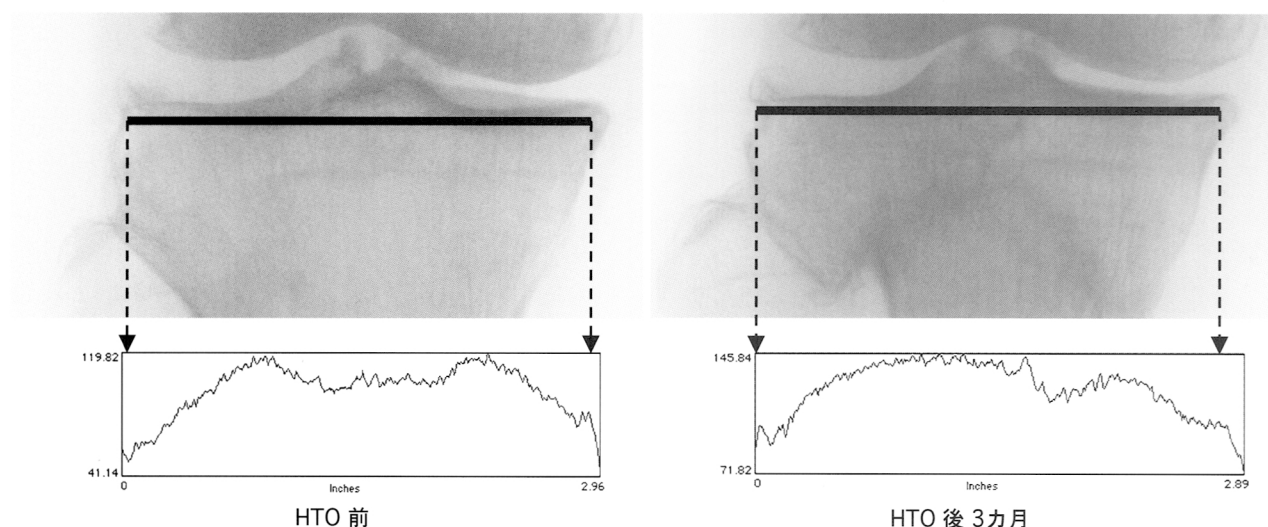 119.82
41.14
0
Inches
2.96
HTO 前
145.84
71.82
0
Inches
2.89
HTO 後 3カ月